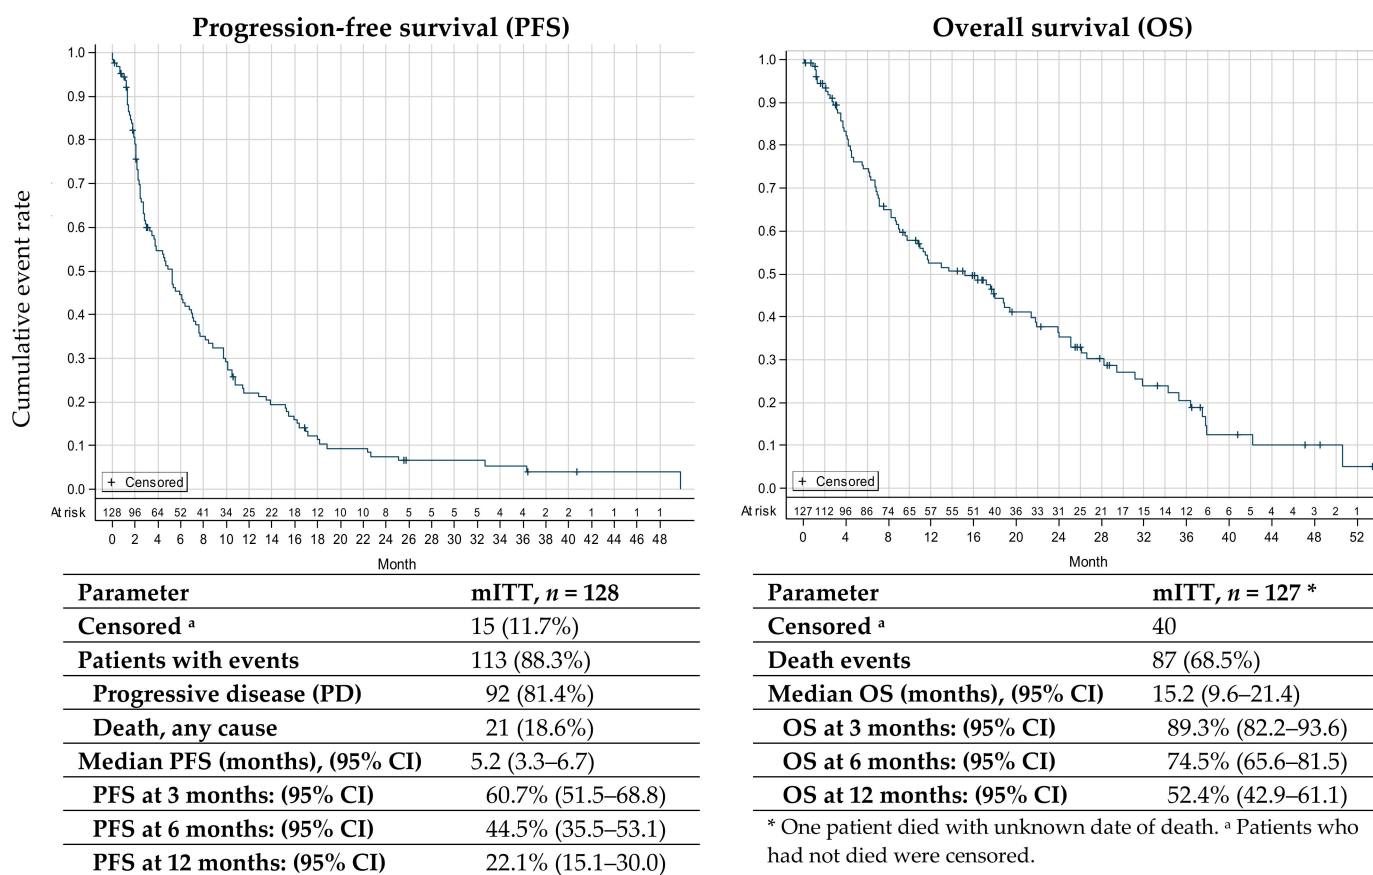 Progression-free survival (PFS)
Cumulative event rate
1.0
0.9
0.8
0.7
0.6
0.5
0.4
0.3
0.2
0.1
0.0
+ Censored
At risk 128 96 64 52 41 34 25 22 18 12 10 10 8 5 5 5 5 4 4 2 2 1 1 1 1
0 2 4 6 8 10 12 14 16 18 20 22 24 26 28 30 32 34 36 38 40 42 44 46 48
Month
Parameter mITT, n = 128
Censored ᵃ 15 (11.7%)
Patients with events 113 (88.3%)
Progressive disease (PD) 92 (81.4%)
Death, any cause 21 (18.6%)
Median PFS (months), (95% CI) 5.2 (3.3–6.7)
PFS at 3 months: (95% CI) 60.7% (51.5–68.8)
PFS at 6 months: (95% CI) 44.5% (35.5–53.1)
PFS at 12 months: (95% CI) 22.1% (15.1–30.0)
Overall survival (OS)
1.0
0.9
0.8
0.7
0.6
0.5
0.4
0.3
0.2
0.1
0.0
+ Censored
At risk 127 112 96 86 74 65 57 55 51 40 36 33 31 25 21 17 15 14 12 6 6 5 4 4 3 2 1
0 4 8 12 16 20 24 28 32 36 40 44 48 52
Month
Parameter mITT, n = 127 *
Censored ᵃ 40
Death events 87 (68.5%)
Median OS (months), (95% CI) 15.2 (9.6–21.4)
OS at 3 months: (95% CI) 89.3% (82.2–93.6)
OS at 6 months: (95% CI) 74.5% (65.6–81.5)
OS at 12 months: (95% CI) 52.4% (42.9–61.1)
* One patient died with unknown date of death. ᵃ Patients who
had not died were censored.